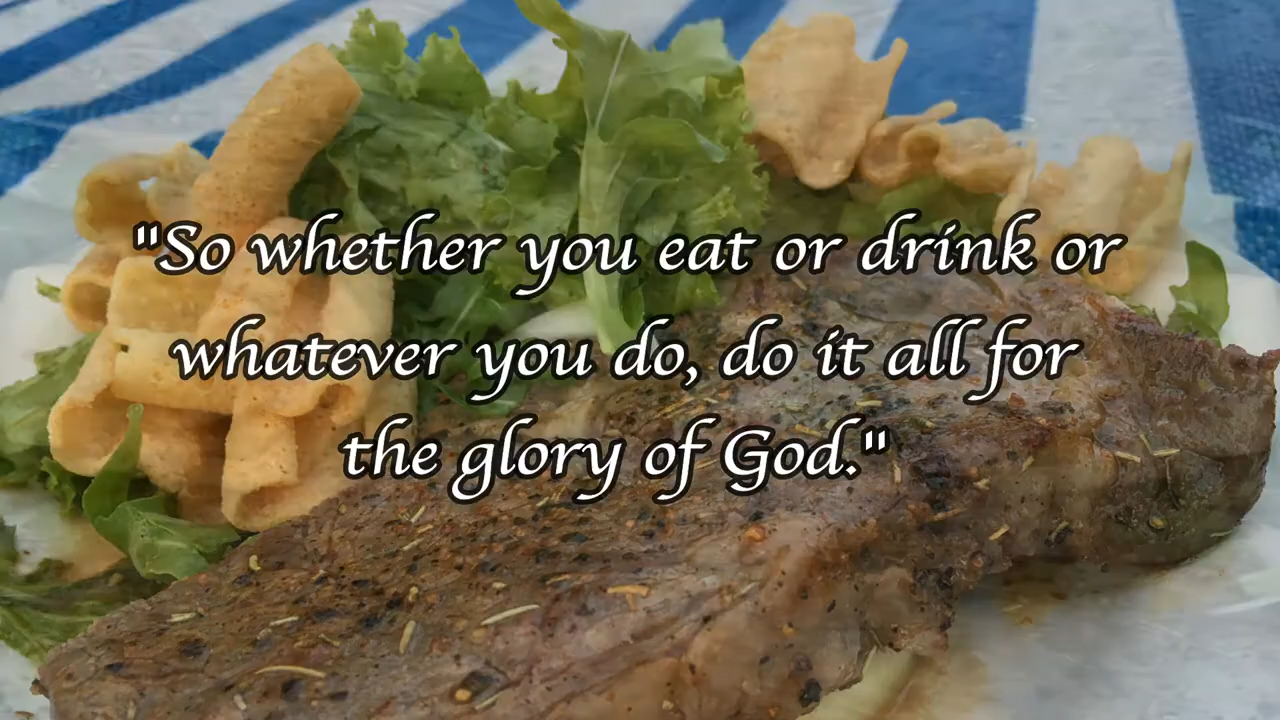 "So whether you eat or drink or
whatever you do, do it all for
the glory of God."